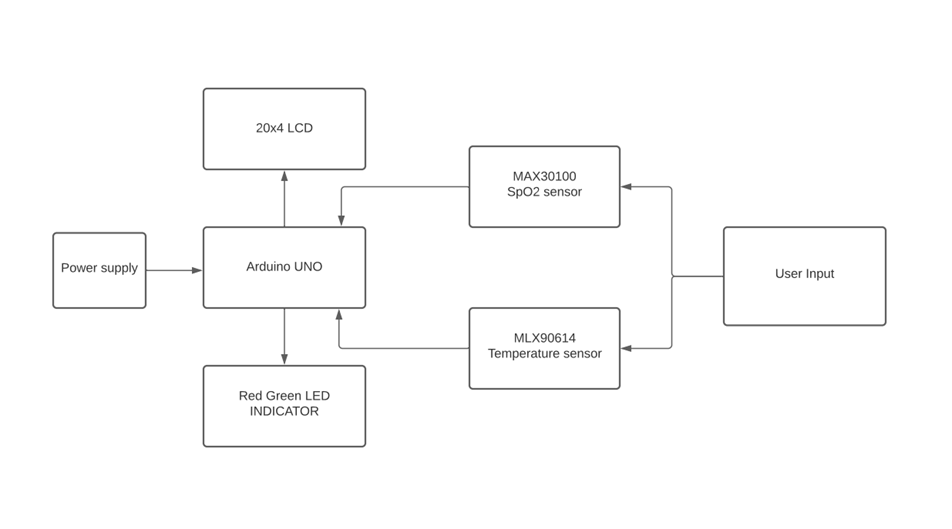 20x4 LCD
MAX30100
SpO2 sensor
Power supply
Arduino UNO
User Input
MLX90614
Temperature sensor
Red Green LED
INDICATOR